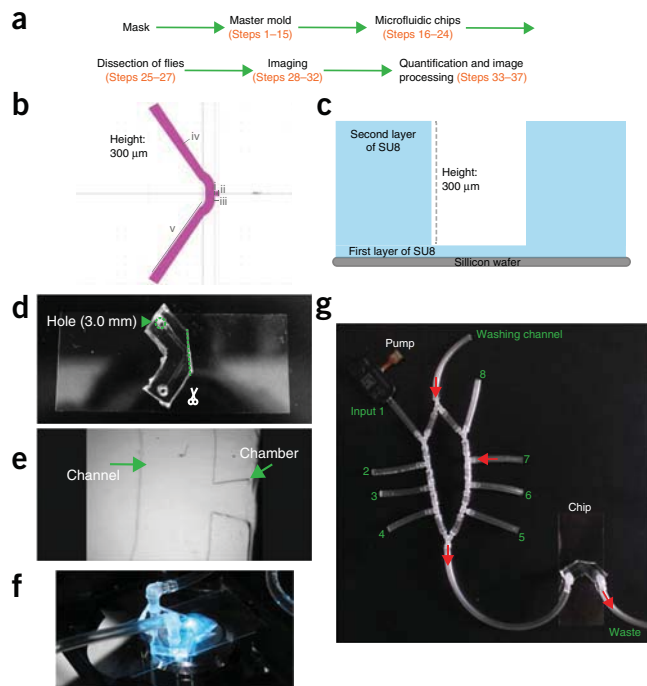 a
Mask
Master mold
(Steps 1–15)
Microfluidic chips
(Steps 16–24)
Dissection of flies
(Steps 25–27)
Imaging
(Steps 28–32)
Quantification and image
processing (Steps 33–37)
b
Height:
300 μm
iv
i
ii
iii
v
c
Second layer
of SU8
Height:
300 μm
First layer of SU8
Sillicon wafer
d
Hole (3.0 mm)
e
Channel
Chamber
f
g
Washing channel
Pump
8
Input 1
7
2
6
3
5
4
Chip
Waste